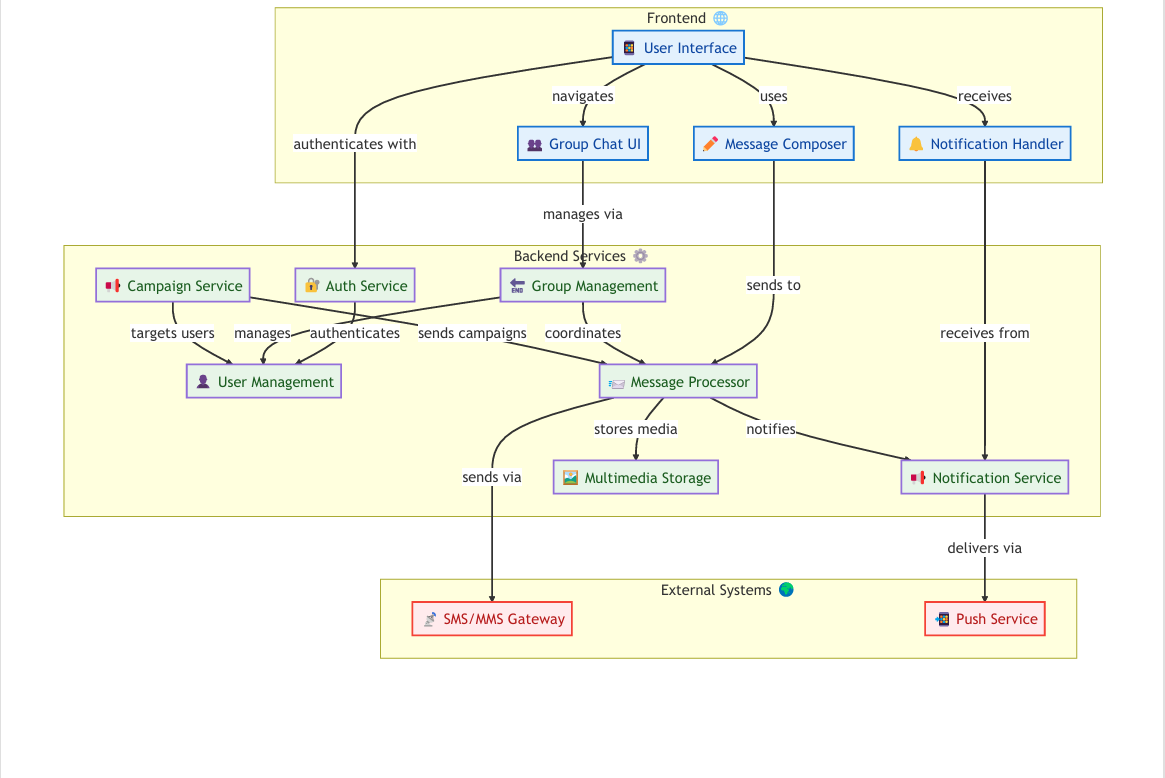 Frontend
User Interface
navigates
uses
receives
authenticates with
Group Chat UI
Message Composer
Notification Handler
manages via
Backend Services
Campaign Service
Auth Service
END
Group Management
sends to
targets users
manages
authenticates
sends campaigns
coordinates
receives from
User Management
Message Processor
stores media
notifies
sends via
Multimedia Storage
Notification Service
delivers via
External Systems
SMS/MMS Gateway
Push Service